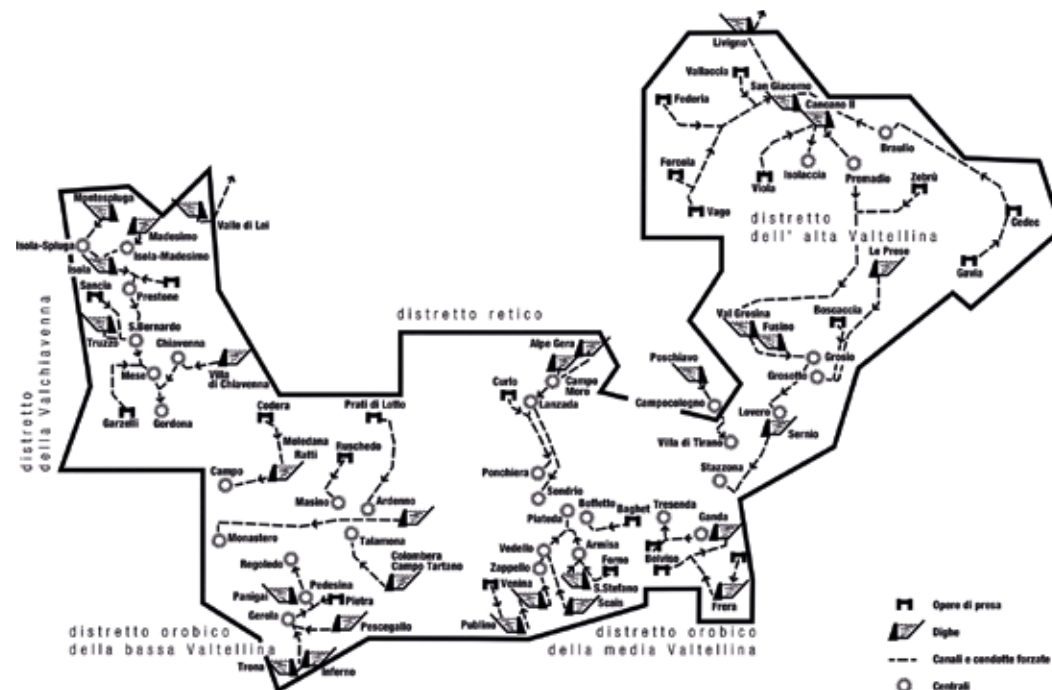 Livigno
Vallaccia
San Giacomo
Cancano II
Federia
Braulio
Forcola
Viola
Isolaccia
Premadio
Zebrù
Vago
Cedec
distretto
dell' alta Valtellina
Gavia
Le Prese
Montespluga
Madesimo
Valle di Lei
Isola-Spluga
Isola-Madesimo
Isola
Sancia
Prestone
S.Bernardo
Chiavenna
Truzzo
Mese
Villa
di Chiavenna
Garzelli
Gordona
distretto
della Valchiavenna
distretto retico
Val Grosina
Fusino
Boscaccia
Grosio
Grosotto
Lovero
Sernio
Stazzona
Poschiavo
Campocologno
Villa di Tirano
Alpe Gera
Campo
Moro
Curlo
Lanzada
Ponchiera
Sondrio
Codera
Prati di Lotto
Moledana
Ratti
Ruschedo
Campo
Masino
Ardenno
Monastero
Talamona
Colombera
Campo Tartano
Regoledo
Pedesina
Panigai
Pietra
Gerola
Pescegallo
Trona
Inferno
distretto orobico
della bassa Valtellina
Plateda
Buffetto
Baghet
Tresenda
Ganda
Vedello
Armisa
Zappello
Forno
Belviso
Venina
S.Stefano
Scais
Publino
Frera
distretto orobico
della media Valtellina
Opere di presa
Dighe
Canali e condotte forzate
Centrali